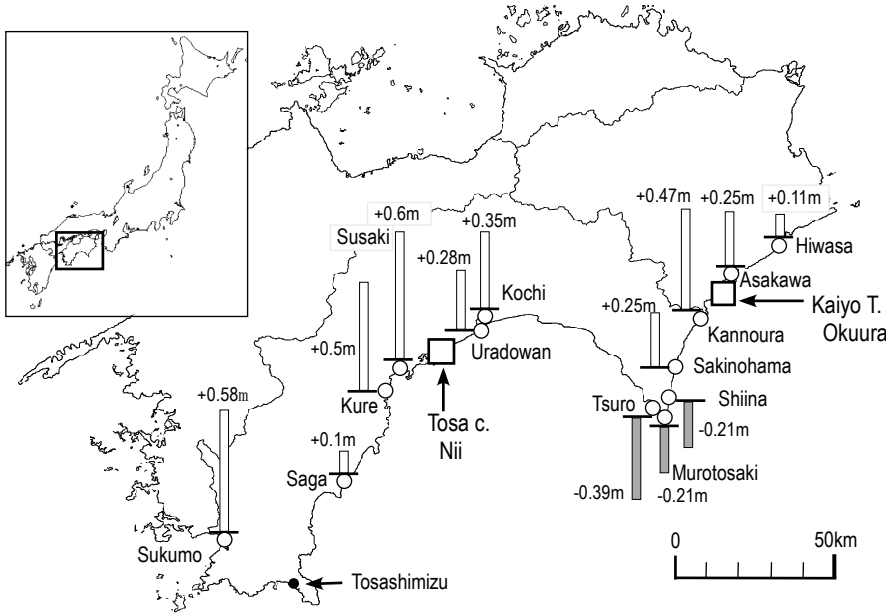 +0.6m
Susaki
+0.35m
+0.47m
+0.25m
+0.11m
Hiwasa
+0.28m
Asakawa
Kochi
Kaiyo T.
Okuura
+0.25m
Kannoura
Uradowan
+0.5m
Sakinohama
+0.58m
Kure
Tosa c.
Nii
Tsuro
Shiina
-0.21m
+0.1m
Saga
Murotosaki
-0.39m
-0.21m
Sukumo
0
50km
Tosashimizu